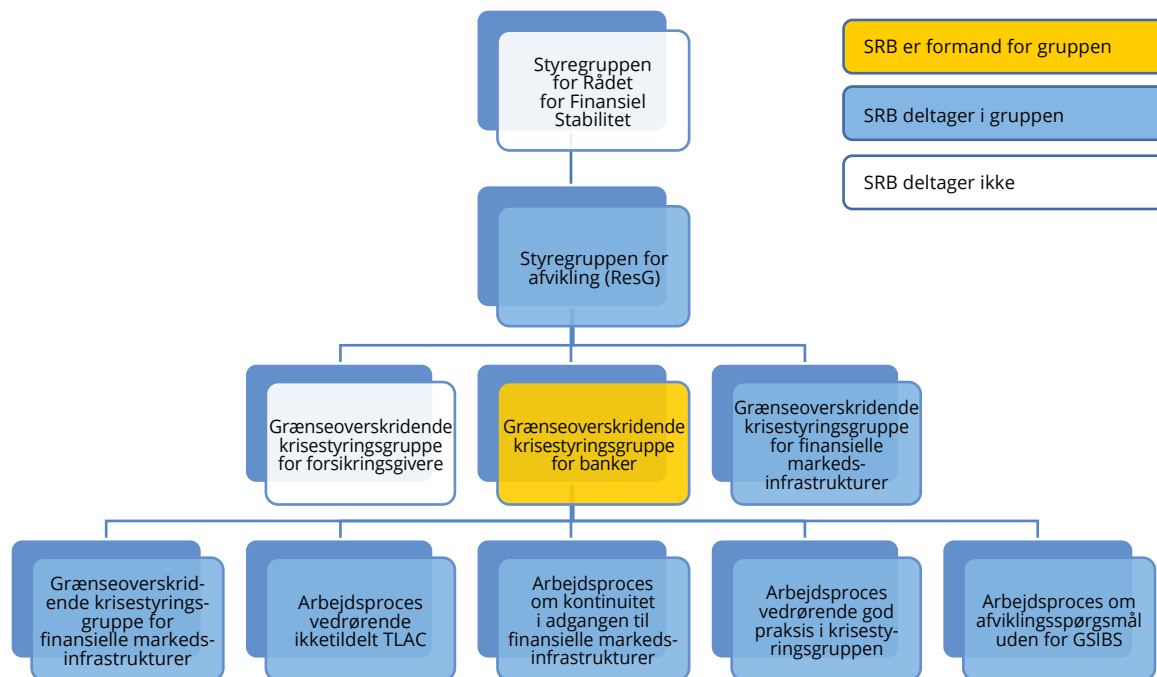 Styregruppen
for Rådet
for Finansiel
Stabilitet
SRB er formand for gruppen
SRB deltager i gruppen
SRB deltager ikke
Styregruppen for
afvikling (ResG)
Grænseoverskridende
krisestyringsgruppe
for forsikringsgivere
Grænseoverskridende
krisestyringsgruppe
for banker
Grænseoverskridende
krisestyringsgruppe
for finansielle
markeds-
infrastrukturer
Grænseoverskrid-
ende krisestyrings-
gruppe for
finansielle markeds-
infrastrukturer
Arbejdsproces
vedrørende
ikketildelt TLAC
Arbejdsproces
om kontinuitet
i adgangen til
finansielle markeds-
infrastrukturer
Arbejdsproces
vedrørende god
praksis i krisesty-
ringsgruppen
Arbejdsproces om
afviklingsspørgsmål
uden for GSIBS